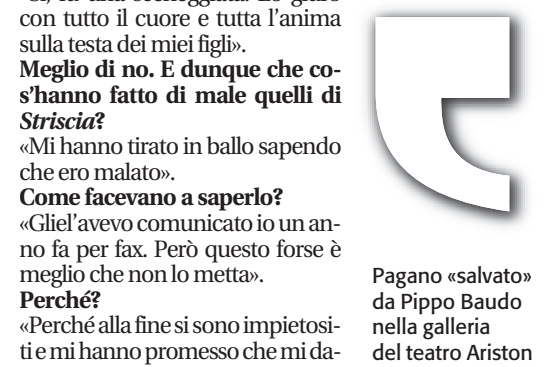 con tutto il cuore e tutta l'anima
sulla testa dei miei figli».
Meglio di no. E dunque che co-
s'hanno fatto di male quelli di
Striscia?
«Mi hanno tirato in ballo sapendo
che ero malato».
Come facevano a saperlo?
«Gliel'avevo comunicato io un an-
no fa per fax. Però questo forse è
meglio che non lo metta».
Perché?
«Perché alla fine si sono impietosi-
ti e mi hanno promesso che mi da-
Pagano «salvato»
da Pippo Baudo
nella galleria
del teatro Ariston